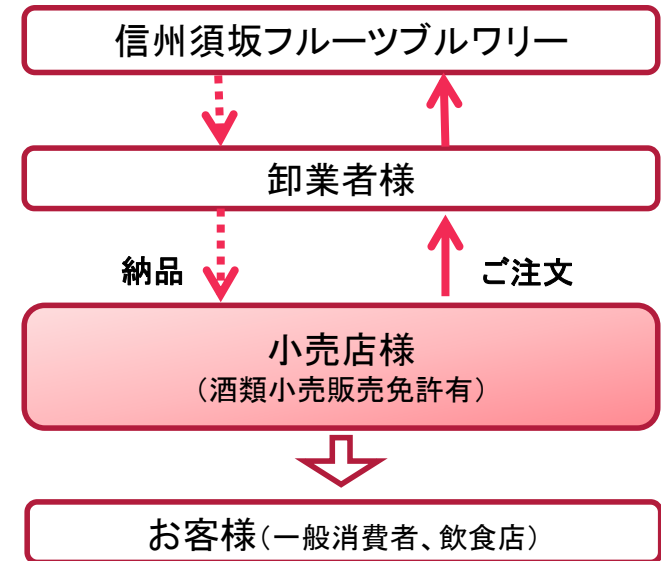 信州須坂フルーツブルワリー
卸業者様
納品
ご注文
小売店様
（酒類小売販売免許有）
お客様（一般消費者、飲食店）